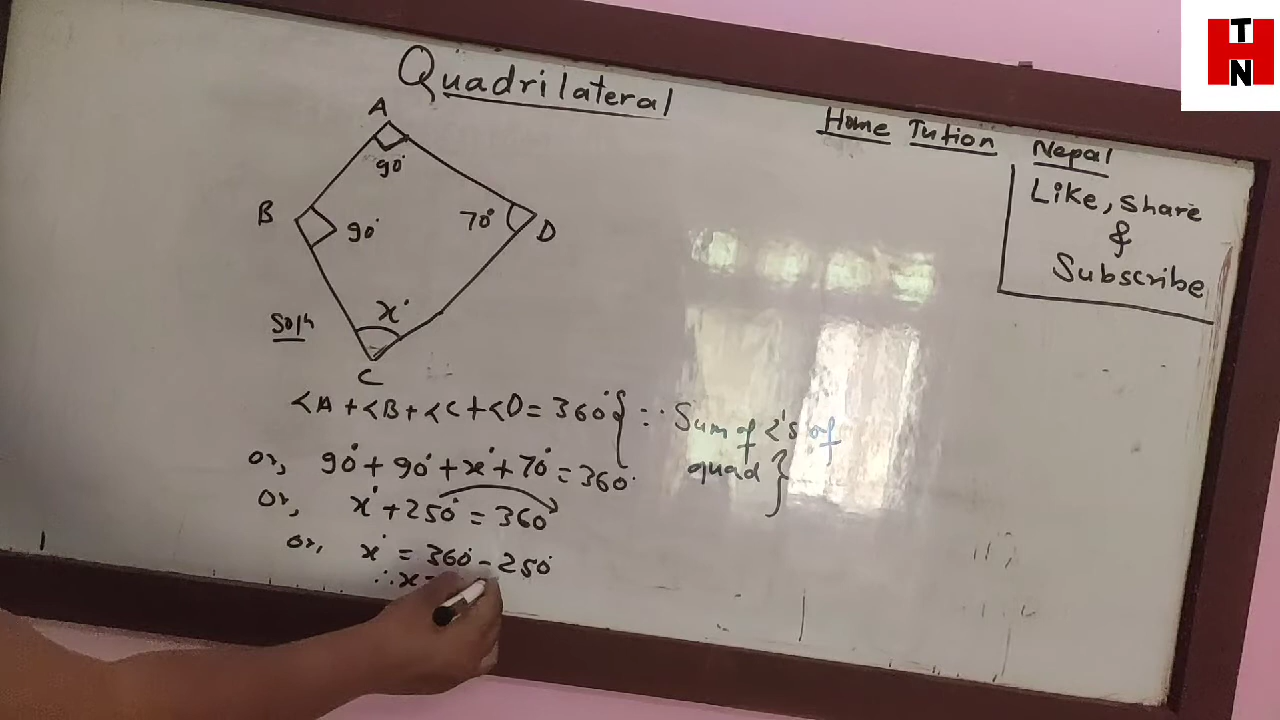 T
HN
Quadrilateral
Home Tution Nepal
Like, share
&
Subscribe
A
90°
B
90°
70°
D
x°
Soln
C
<A + <B + <C + <D = 360° { ∵ Sum of <'s of
quad }
or, 90° + 90° + x° + 70° = 360°
or, x° + 250° = 360°
or, x° = 360° - 250°
∴ x =